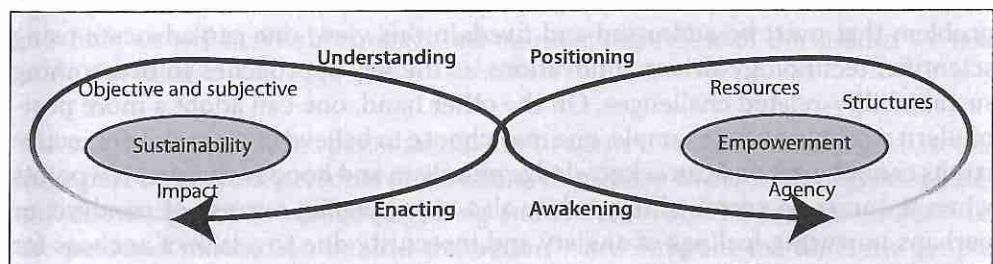 Understanding
Positioning
Objective and subjective
Resources
Structures
Sustainability
Empowerment
Impact
Agency
Enacting
Awakening